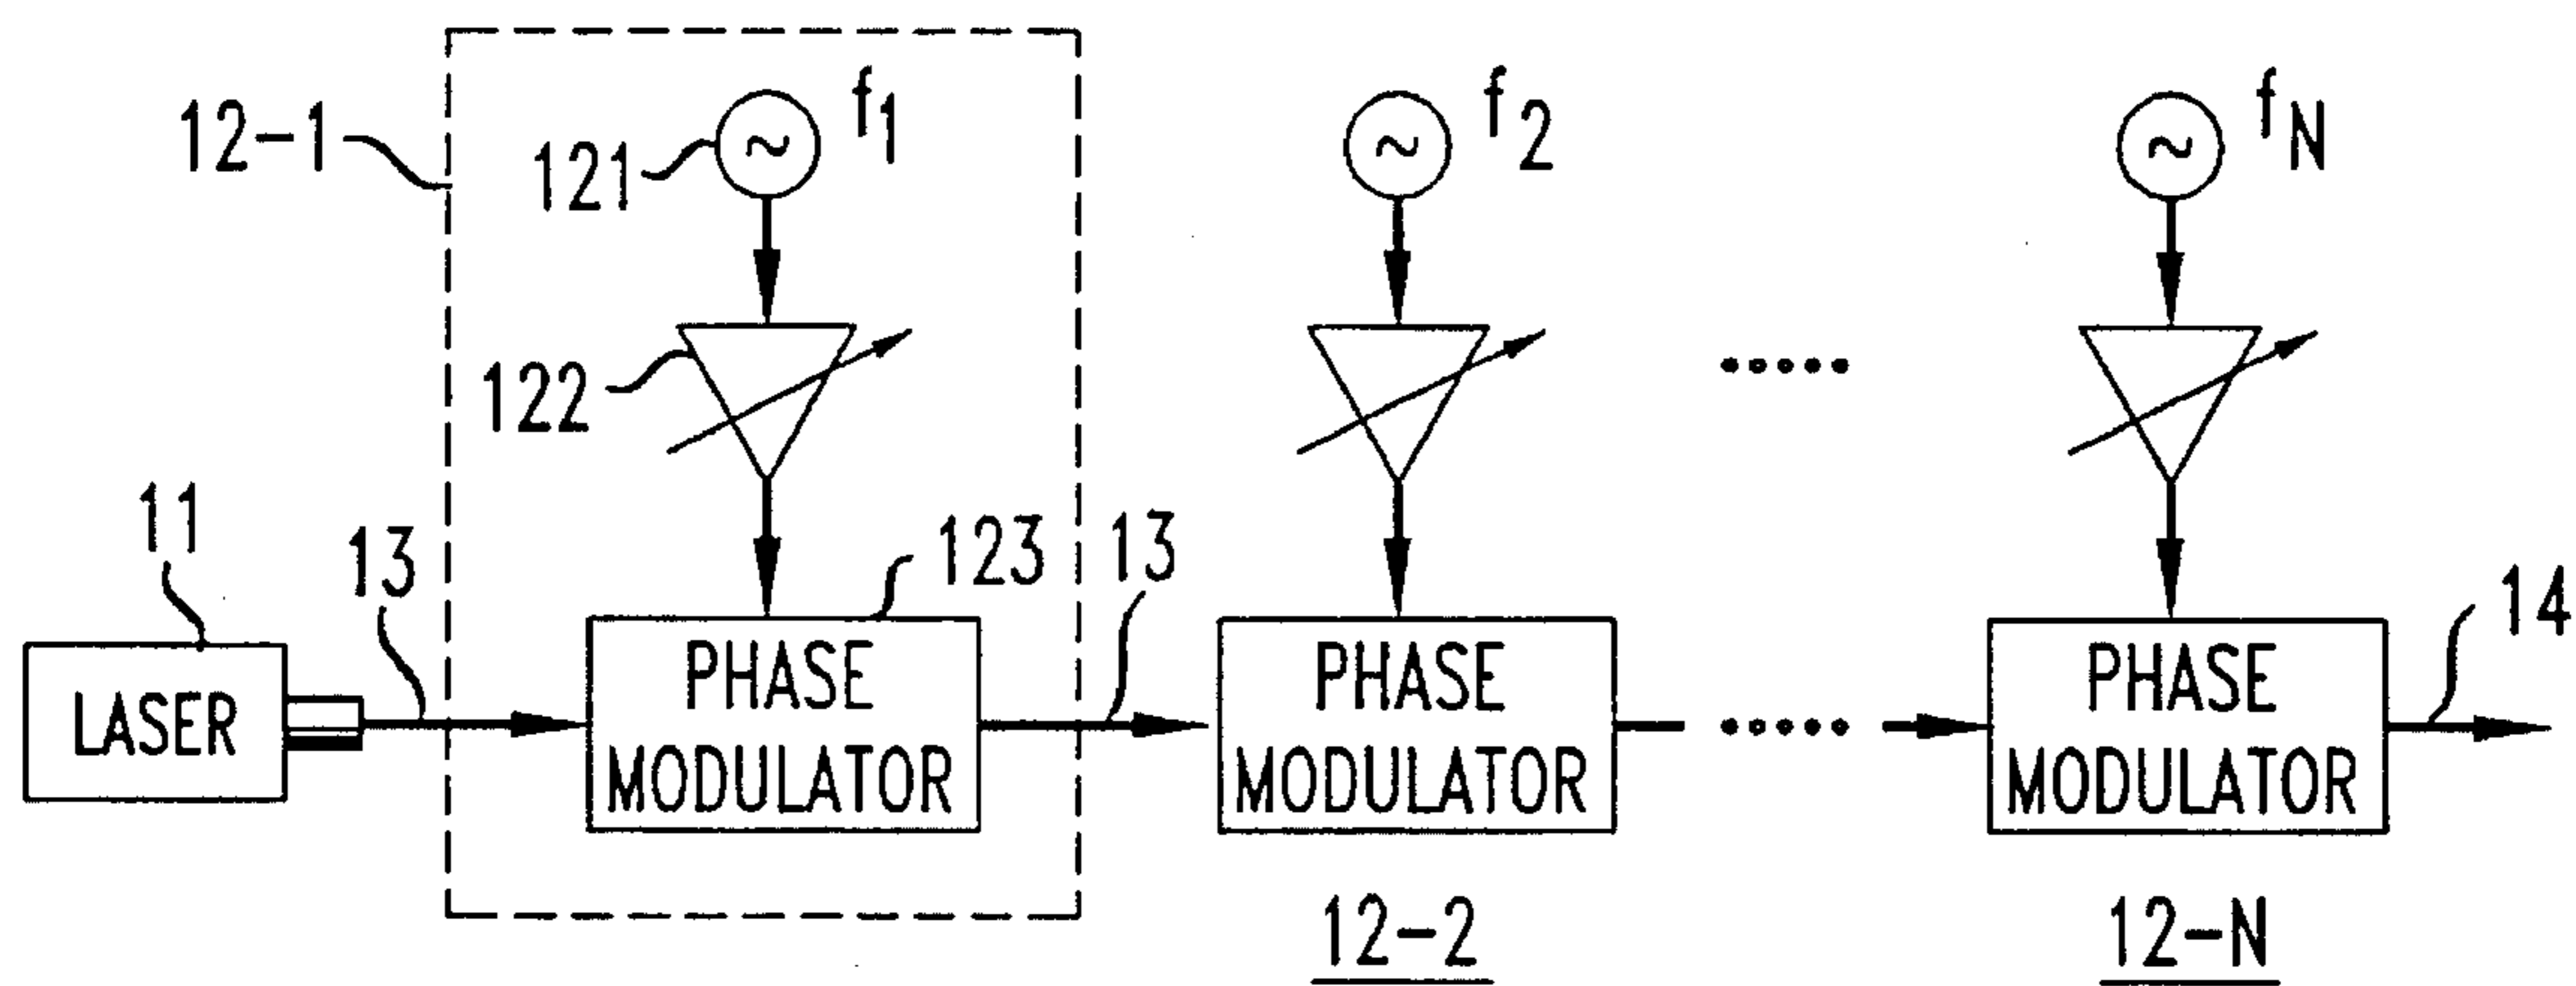 12-1
121
~
f1
~
f2
~
fN
122
11
13
123
13
14
LASER
PHASE
MODULATOR
PHASE
MODULATOR
PHASE
MODULATOR
12-2
12-N